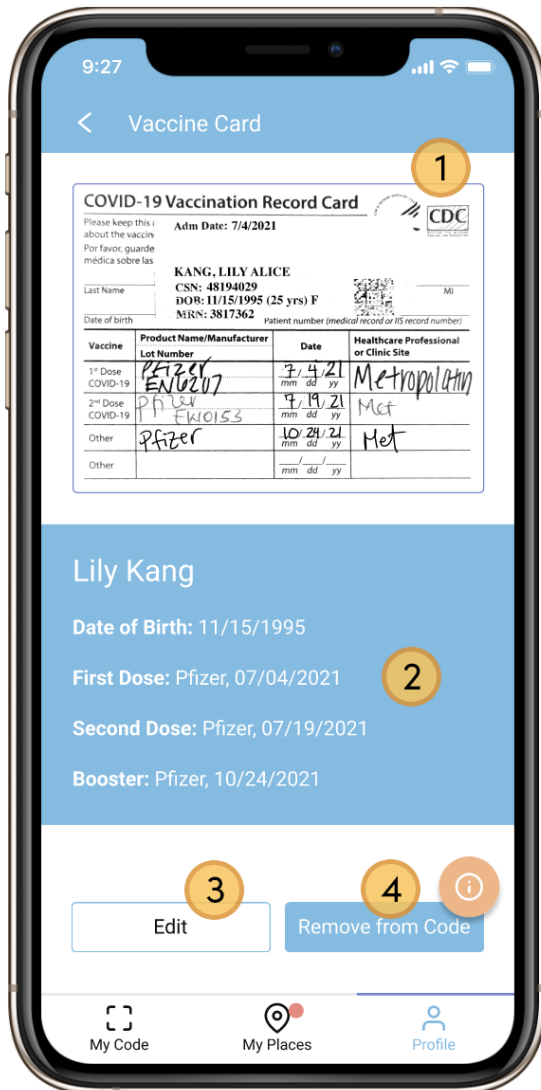 9:27
Vaccine Card
1
COVID-19 Vaccination Record Card
CDC
Please keep this
about the vaccin
Adm Date: 7/4/2021
Por favor, guarde
médica sobre las
KANG, LILY ALICE
CSN: 48194029
Last Name
MI
DOB: 11/15/1995 (25 yrs) F
MRN: 3817362
Date of birth
Patient number (medical record or IIS record number)
Vaccine
Product Name/Manufacturer
Lot Number
Date
Healthcare Professional
or Clinic Site
1st Dose
COVID-19
Pfizer
EN6207
7/4/21
mm dd yy
2nd Dose
COVID-19
Pfizer
EW0153
7/19/21
mm dd yy
Met
Other
Pfizer
10/24/21
mm dd yy
Met
Other
__/__/__
mm dd yy
Lily Kang
Date of Birth: 11/15/1995
First Dose: Pfizer, 07/04/2021
2
Second Dose: Pfizer, 07/19/2021
Booster: Pfizer, 10/24/2021
3
4
Edit
Remove from Code
My Code
My Places
Profile